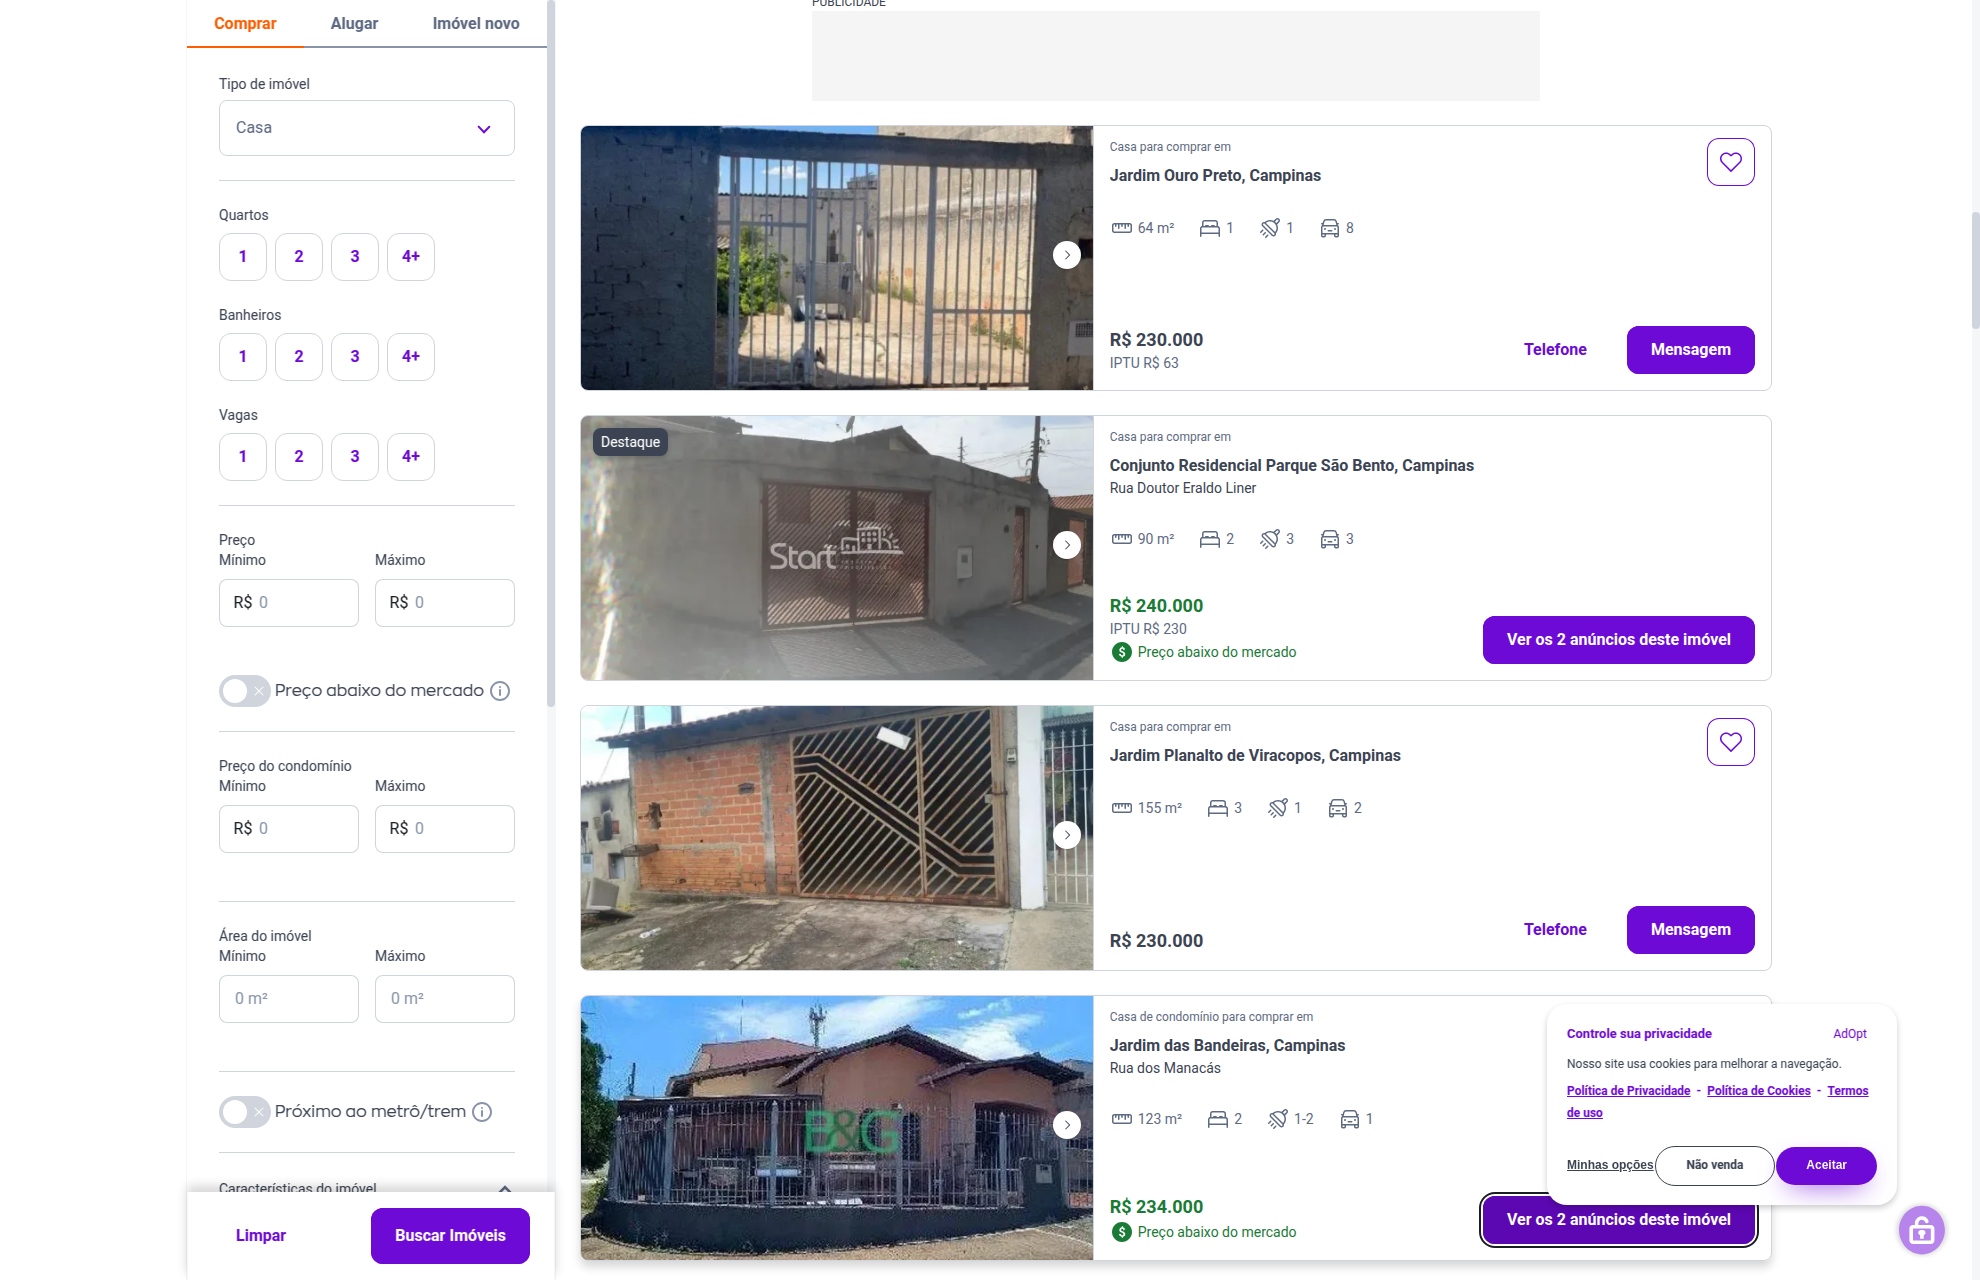 Comprar
Alugar
Imóvel novo
Tipo de imóvel
Casa
Quartos
1
2
3
4+
Banheiros
1
2
3
4+
Vagas
1
2
3
4+
Preço
Mínimo
Máximo
R$ 0
R$ 0
Preço abaixo do mercado
Preço do condomínio
Mínimo
Máximo
R$ 0
R$ 0
Área do imóvel
Mínimo
Máximo
0 m²
0 m²
Próximo ao metrô/trem
Características do imóvel
Limpar
Buscar Imóveis
PUBLICIDADE
Casa para comprar em
Jardim Ouro Preto, Campinas
64 m²
1
1
8
R$ 230.000
IPTU R$ 63
Telefone
Mensagem
Destaque
Start
Casa para comprar em
Conjunto Residencial Parque São Bento, Campinas
Rua Doutor Eraldo Liner
90 m²
2
3
3
R$ 240.000
IPTU R$ 230
$ Preço abaixo do mercado
Ver os 2 anúncios deste imóvel
Casa para comprar em
Jardim Planalto de Viracopos, Campinas
155 m²
3
1
2
R$ 230.000
Telefone
Mensagem
B&G
Casa de condomínio para comprar em
Jardim das Bandeiras, Campinas
Rua dos Manacás
123 m²
2
1-2
1
R$ 234.000
$ Preço abaixo do mercado
Ver os 2 anúncios deste imóvel
Controle sua privacidade
AdOpt
Nosso site usa cookies para melhorar a navegação.
Política de Privacidade - Política de Cookies - Termos
de uso
Minhas opções
Não venda
Aceitar